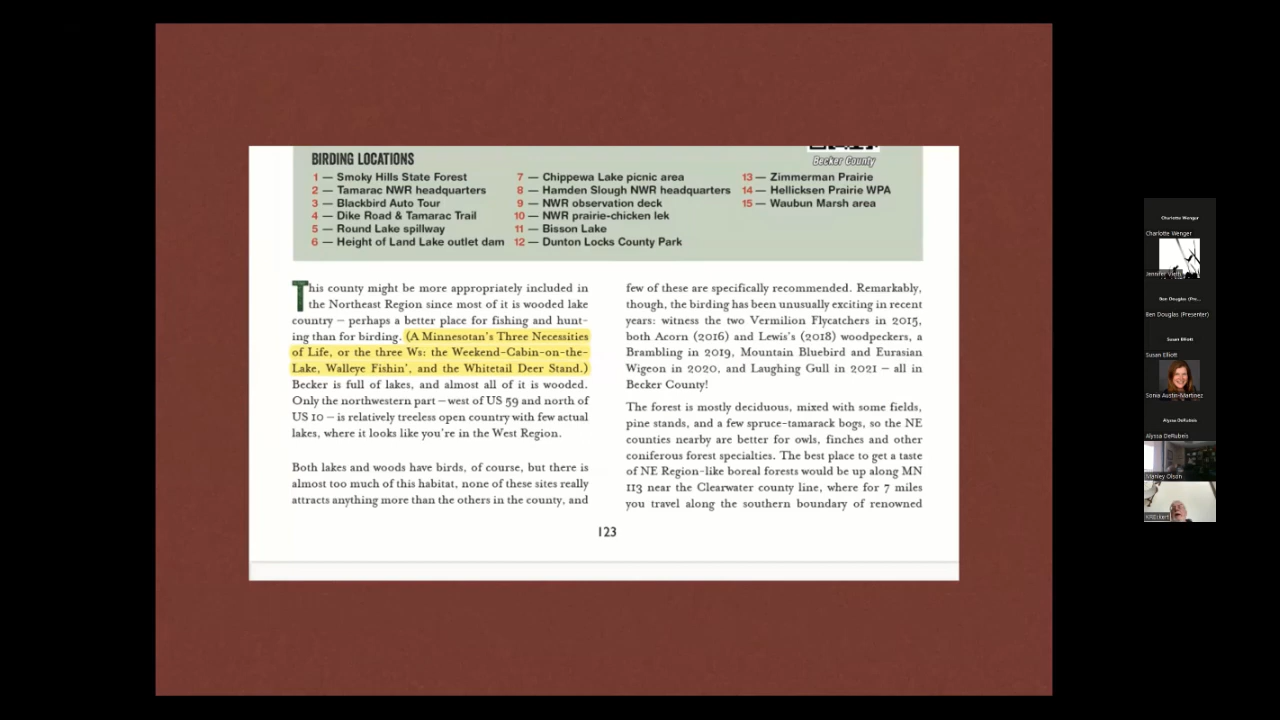 BIRDING LOCATIONS
Becker County
1 — Smoky Hills State Forest
2 — Tamarac NWR headquarters
3 — Blackbird Auto Tour
4 — Dike Road & Tamarac Trail
5 — Round Lake spillway
6 — Height of Land Lake outlet dam
7 — Chippewa Lake picnic area
8 — Hamden Slough NWR headquarters
9 — NWR observation deck
10 — NWR prairie-chicken lek
11 — Bisson Lake
12 — Dunton Locks County Park
13 — Zimmerman Prairie
14 — Hellicksen Prairie WPA
15 — Waubun Marsh area
This county might be more appropriately included in
the Northeast Region since most of it is wooded lake
country – perhaps a better place for fishing and hunt-
ing than for birding. (A Minnesotan's Three Necessities
of Life, or the three Ws: the Weekend-Cabin-on-the-
Lake, Walleye Fishin', and the Whitetail Deer Stand.)
Becker is full of lakes, and almost all of it is wooded.
Only the northwestern part – west of US 59 and north of
US 10 – is relatively treeless open country with few actual
lakes, where it looks like you're in the West Region.
Both lakes and woods have birds, of course, but there is
almost too much of this habitat, none of these sites really
attracts anything more than the others in the county, and
few of these are specifically recommended. Remarkably,
though, the birding has been unusually exciting in recent
years: witness the two Vermilion Flycatchers in 2015,
both Acorn (2016) and Lewis's (2018) woodpeckers, a
Brambling in 2019, Mountain Bluebird and Eurasian
Wigeon in 2020, and Laughing Gull in 2021 – all in
Becker County!
The forest is mostly deciduous, mixed with some fields,
pine stands, and a few spruce-tamarack bogs, so the NE
counties nearby are better for owls, finches and other
coniferous forest specialties. The best place to get a taste
of NE Region-like boreal forests would be up along MN
113 near the Clearwater county line, where for 7 miles
you travel along the southern boundary of renowned
123
Charlotte Wenger
Charlotte Wenger
Jennifer Vieth
Ben Douglas (Pre...
Ben Douglas (Presenter)
Susan Elliott
Susan Elliott
Sonia Austin-Martinez
Alyssa DeRubeis
Alyssa DeRubeis
Marley Olson